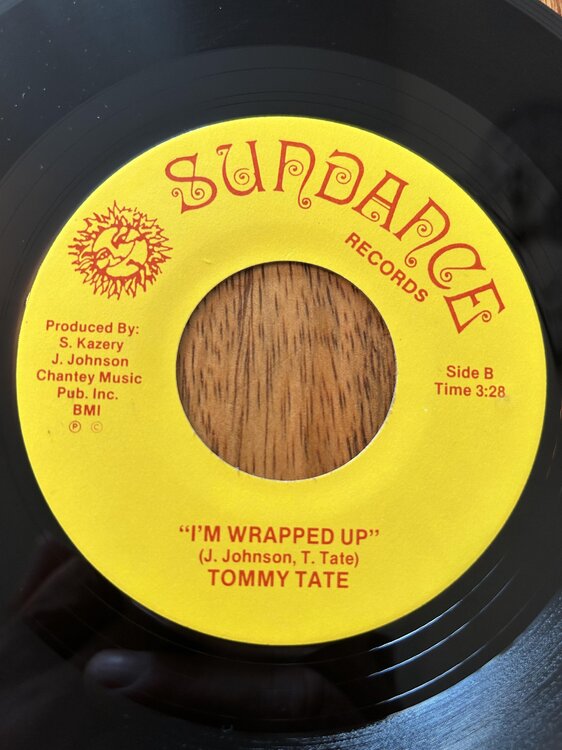 SUNDANCE
RECORDS
Produced By:
S. Kazery
J. Johnson
Chantey Music
Pub. Inc.
BMI
Ⓟ ©
Side B
Time 3:28
“I'M WRAPPED UP”
(J. Johnson, T. Tate)
TOMMY TATE